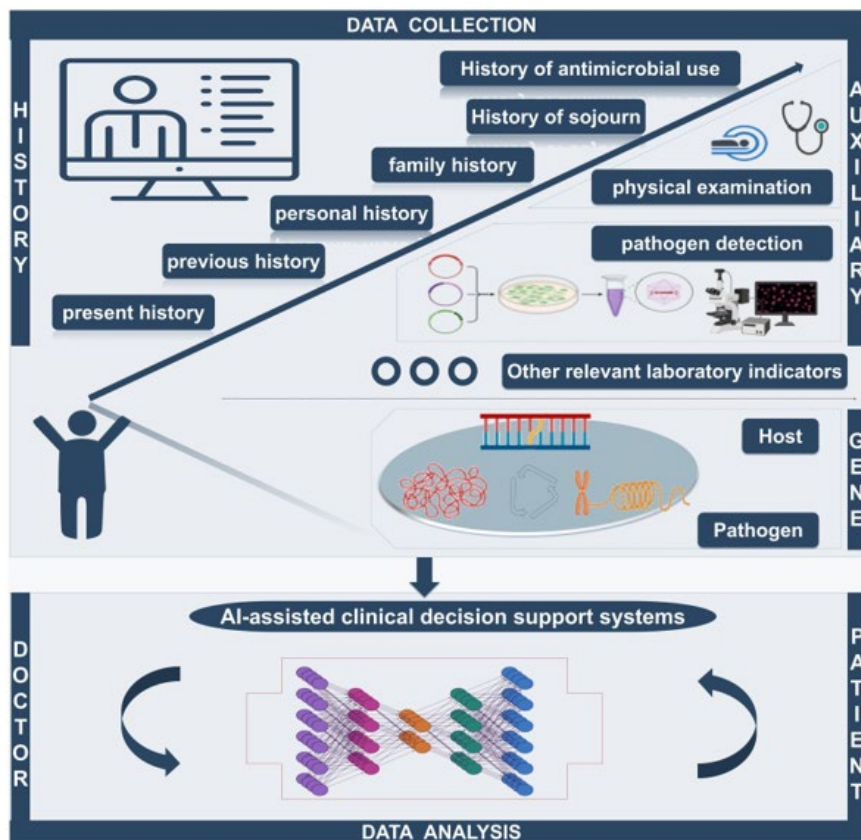 DATA COLLECTION
HISTORY
History of antimicrobial use
History of sojourn
family history
personal history
previous history
present history
AUXILIARY
physical examination
pathogen detection
Other relevant laboratory indicators
GENE
Host
Pathogen
AI-assisted clinical decision support systems
DOCTOR
PATIENT
DATA ANALYSIS